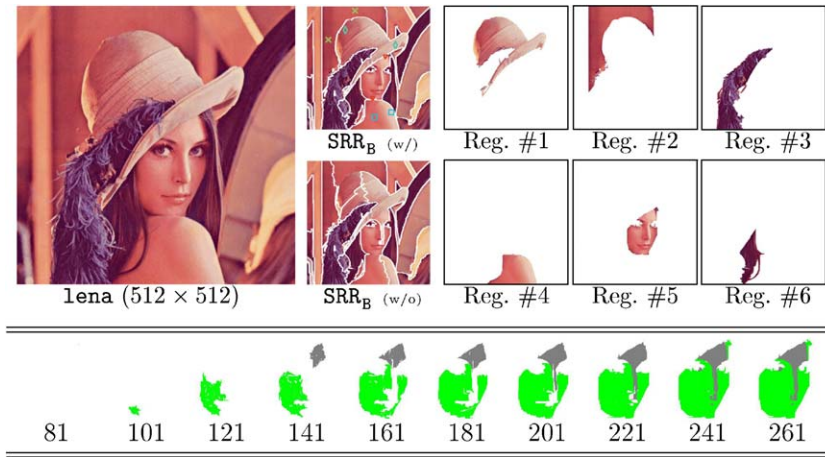 SRR_B (w/)
Reg. #1
Reg. #2
Reg. #3
lena (512 × 512)
SRR_B (w/o)
Reg. #4
Reg. #5
Reg. #6
81 101 121 141 161 181 201 221 241 261